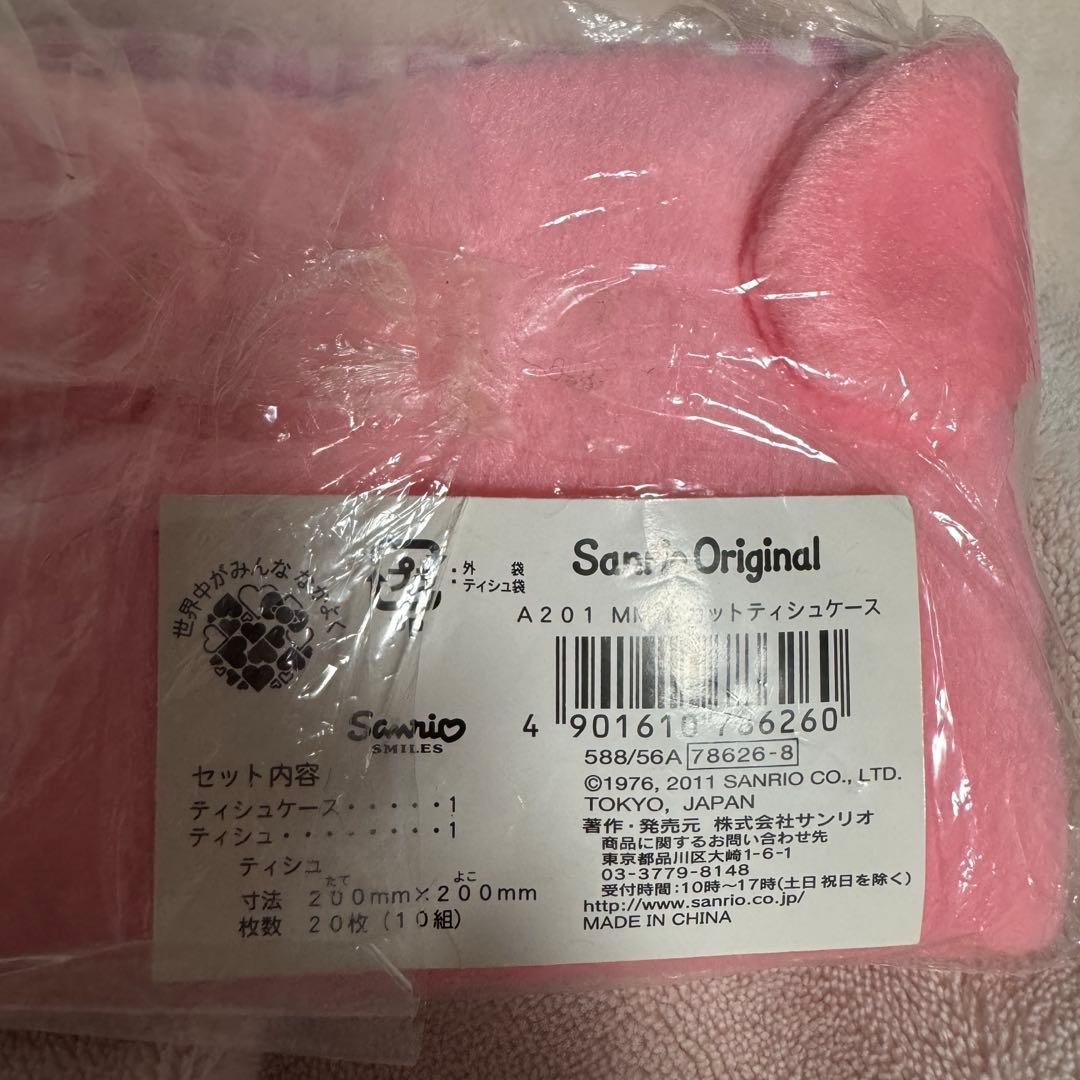 世界中がみんななかよく
プラ
外　袋
ティシュ袋
Sanrio Original
A201 MM ットティシュケース
4 901610 786260
588/56A 78626-8
©1976, 2011 SANRIO CO., LTD.
TOKYO, JAPAN
著作・発売元 株式会社サンリオ
商品に関するお問い合わせ先
東京都品川区大崎1-6-1
03-3779-8148
受付時間:10時〜17時(土日祝日を除く)
http://www.sanrio.co.jp/
MADE IN CHINA
Sanrio
SMILES
セット内容
ティシュケース・・・・・1
ティシュ・・・・・・・・1
ティシュ
たて よこ
寸法 200mm×200mm
枚数 20枚(10組)